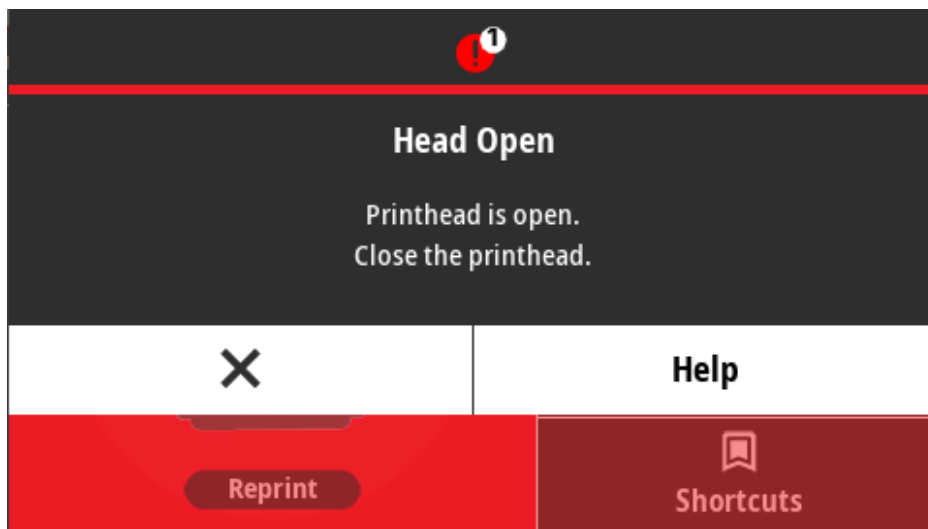 1
Head Open
Printhead is open.
Close the printhead.
Help
Reprint
Shortcuts